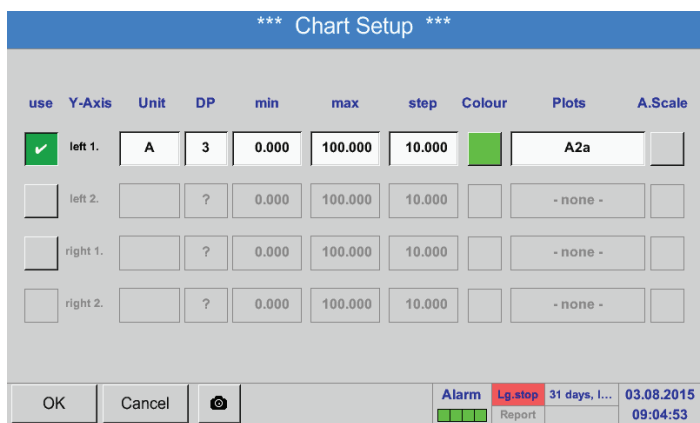 *** Chart Setup ***
use Y-Axis Unit DP min max step Colour Plots A.Scale
left 1. A 3 0.000 100.000 10.000 A2a
left 2. ? 0.000 100.000 10.000 - none -
right 1. ? 0.000 100.000 10.000 - none -
right 2. ? 0.000 100.000 10.000 - none -
OK Cancel Alarm Lg.stop 31 days, l... 03.08.2015
Report 09:04:53